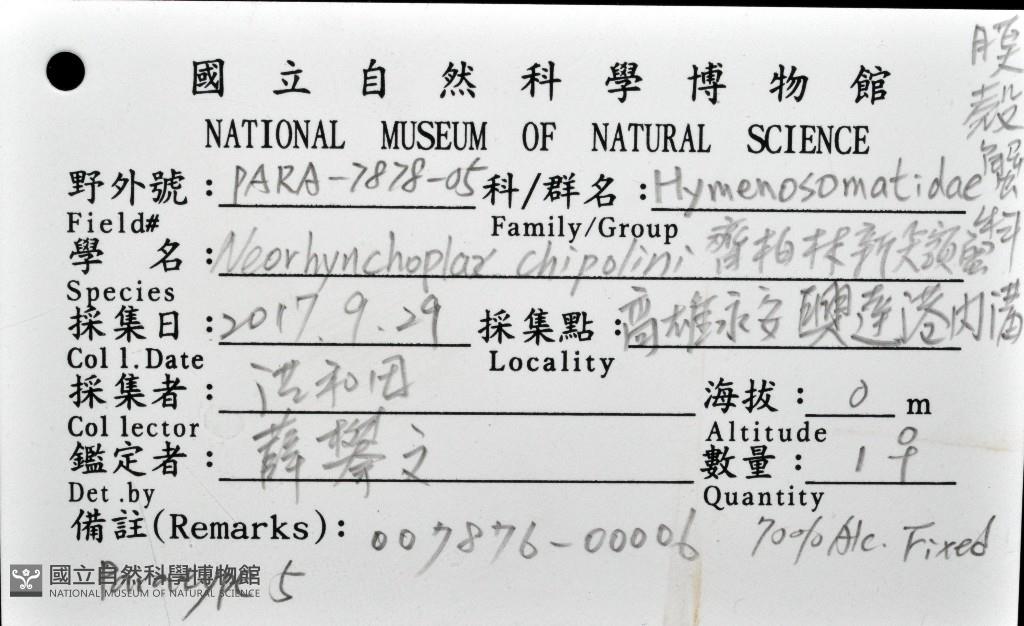 國立自然科學博物館
NATIONAL MUSEUM OF NATURAL SCIENCE
膜殼蟹科
野外號：PARA-7878-05 科/群名：Hymenosomatidae
Field# Family/Group
學名：Neorhynchoplax chipolini 齊柏林新尖額蟹
Species
採集日：2017.9.29 採集點：高雄永安興達港內溝
Coll.Date Locality
採集者：洪和田 海拔：0 m
Collector Altitude
鑑定者：薛攀文 數量：1♀
Det.by Quantity
備註(Remarks)：007876-00006 70% Alc. Fixed
Paratype 5
國立自然科學博物館
NATIONAL MUSEUM OF NATURAL SCIENCE